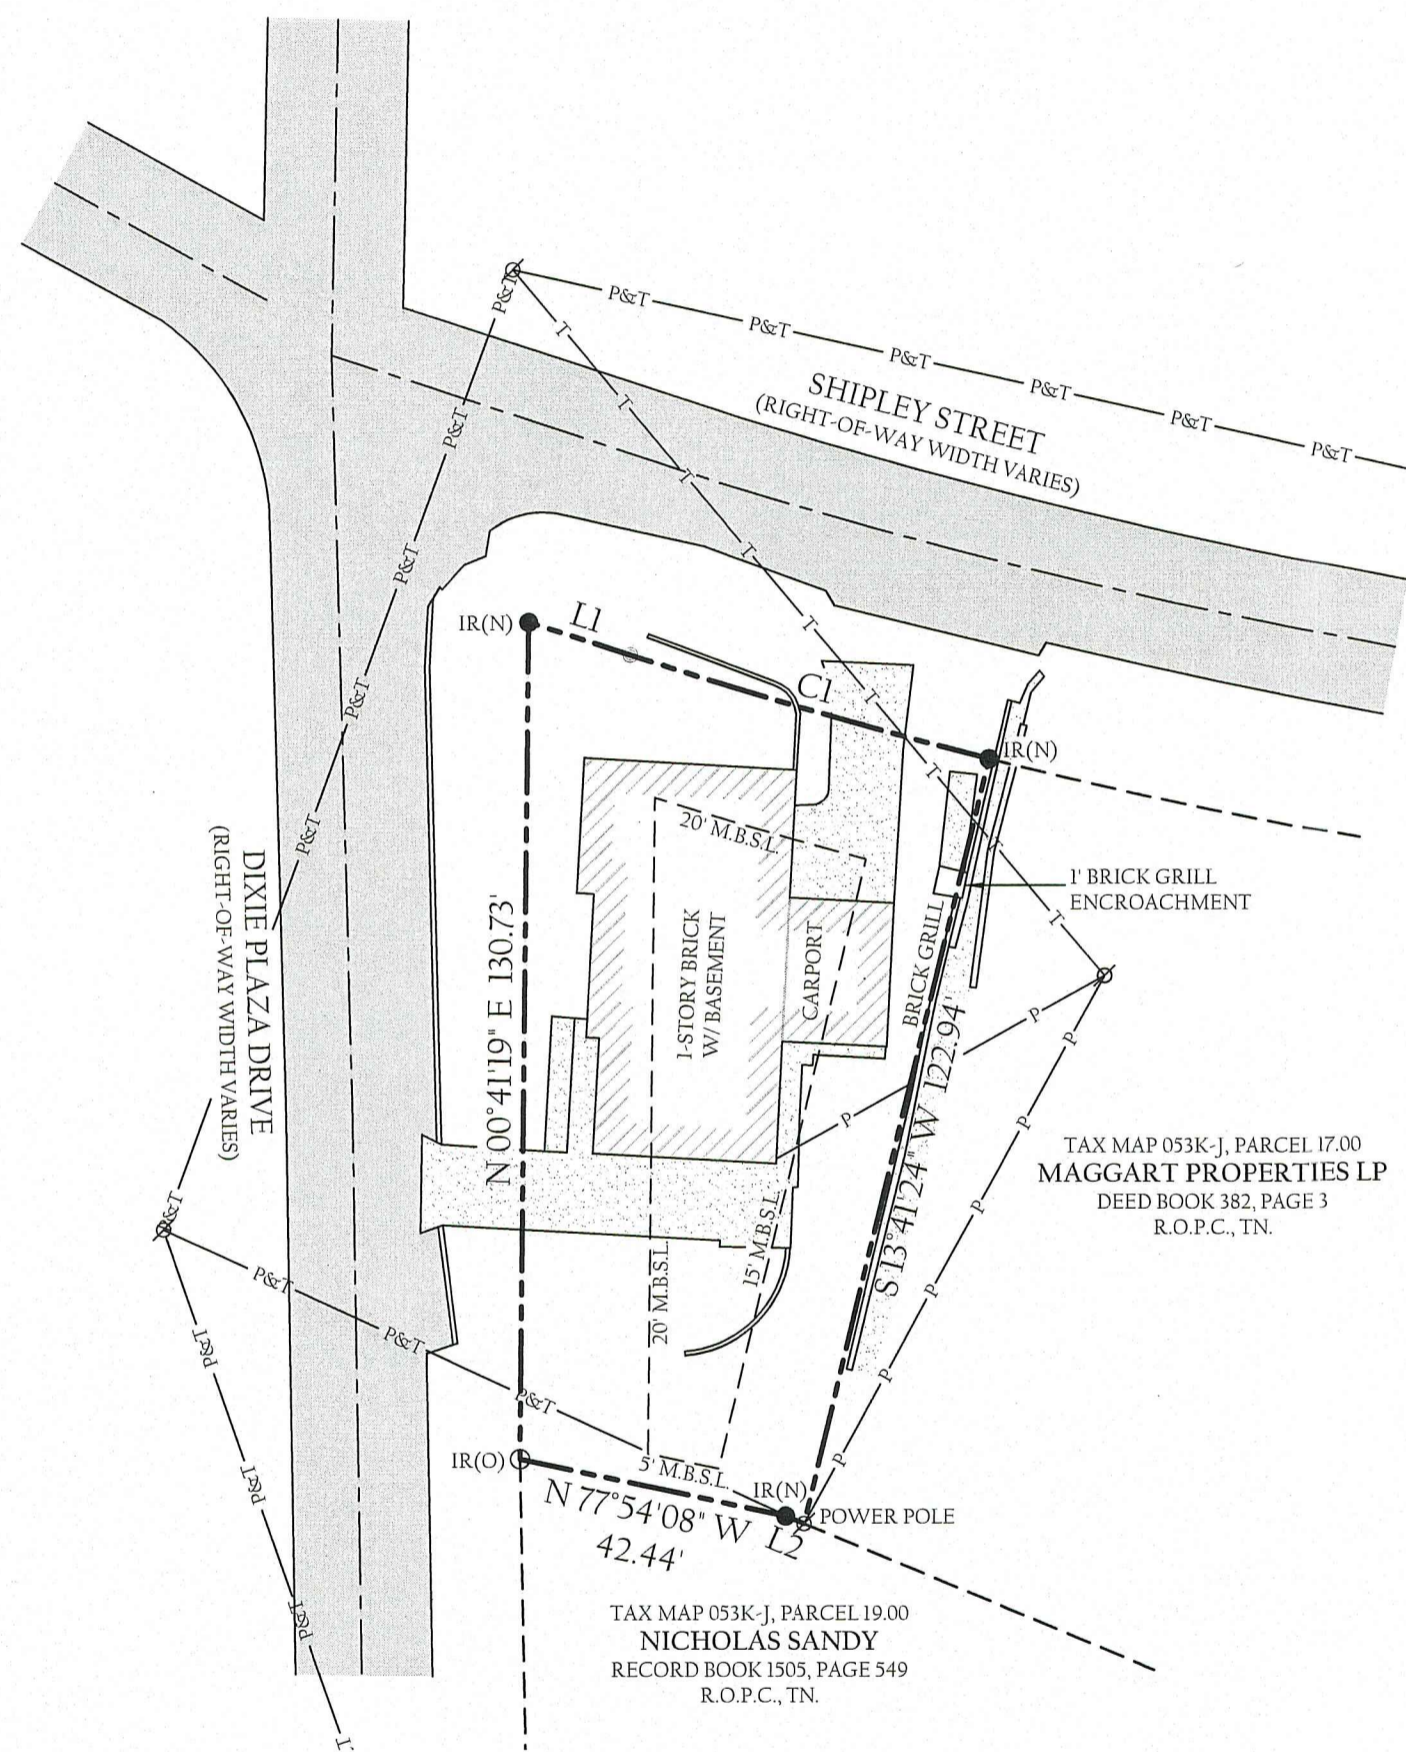 P&T
P&T
P&T
P&T
P&T
P&T
P&T
T
T
T
T
T
T
T
T
T
SHIPLEY STREET
(RIGHT-OF-WAY WIDTH VARIES)
P&T
P&T
P&T
P&T
IR(N)
L1
C1
IR(N)
20' M.B.S.L.
1' BRICK GRILL
ENCROACHMENT
DIXIE PLAZA DRIVE
(RIGHT-OF-WAY WIDTH VARIES)
N 00°41'19" E 130.73'
1-STORY BRICK
W/ BASEMENT
CARPORT
BRICK GRILL
S 13°41'24" W 122.94'
P
P
P
P
P
P
P
P
P
TAX MAP 053K-J, PARCEL 17.00
MAGGART PROPERTIES LP
DEED BOOK 382, PAGE 3
R.O.P.C., TN.
20' M.B.S.L.
15' M.B.S.L.
P&T
P&T
P&T
P&T
P&T
P&T
P&T
T
IR(O)
5' M.B.S.L.
IR(N)
POWER POLE
N 77°54'08" W
42.44'
L2
TAX MAP 053K-J, PARCEL 19.00
NICHOLAS SANDY
RECORD BOOK 1505, PAGE 549
R.O.P.C., TN.